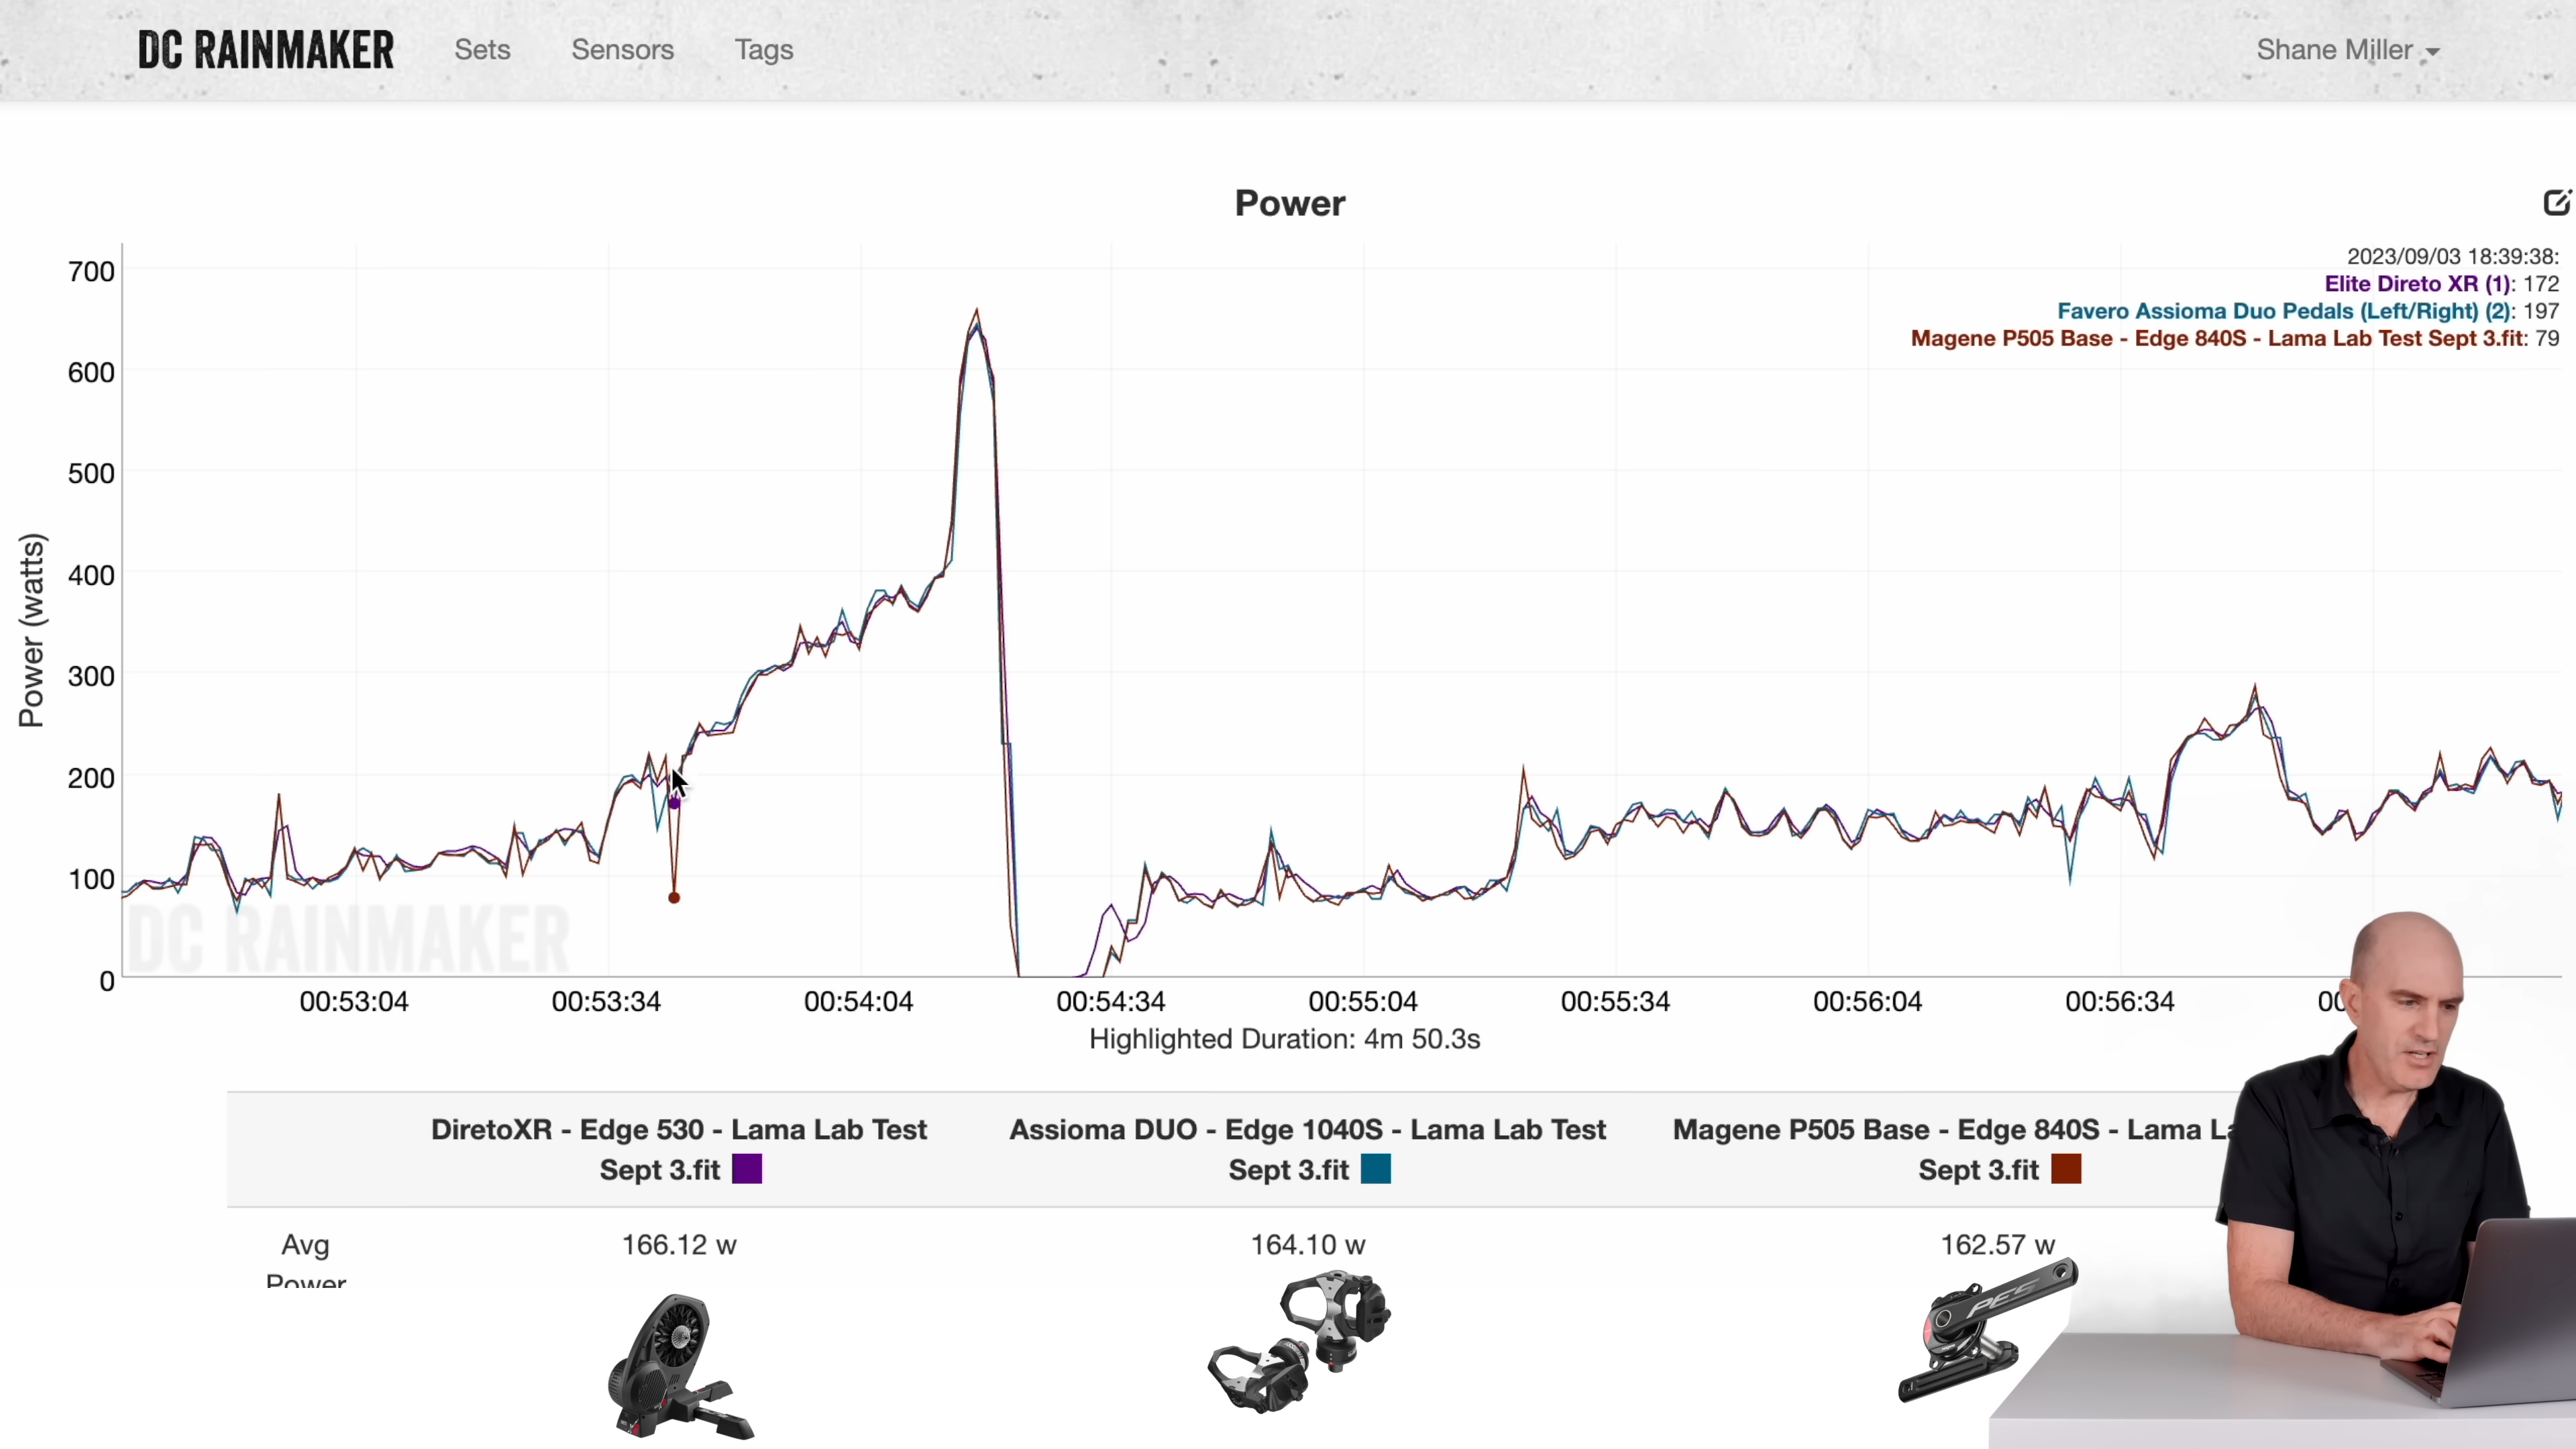 DC RAINMAKER Sets Sensors Tags Shane Miller
Power
2023/09/03 18:39:38:
Elite Direto XR (1): 172
Favero Assioma Duo Pedals (Left/Right) (2): 197
Magene P505 Base - Edge 840S - Lama Lab Test Sept 3.fit: 79
700
600
500
400
300
200
100
0
Power (watts)
DC RAINMAKER
00:53:04 00:53:34 00:54:04 00:54:34 00:55:04 00:55:34 00:56:04 00:56:34 00
Highlighted Duration: 4m 50.3s
DiretoXR - Edge 530 - Lama Lab Test Assioma DUO - Edge 1040S - Lama Lab Test Magene P505 Base - Edge 840S - Lama La
Sept 3.fit Sept 3.fit Sept 3.fit
Avg 166.12 w 164.10 w 162.57 w
Power
PES